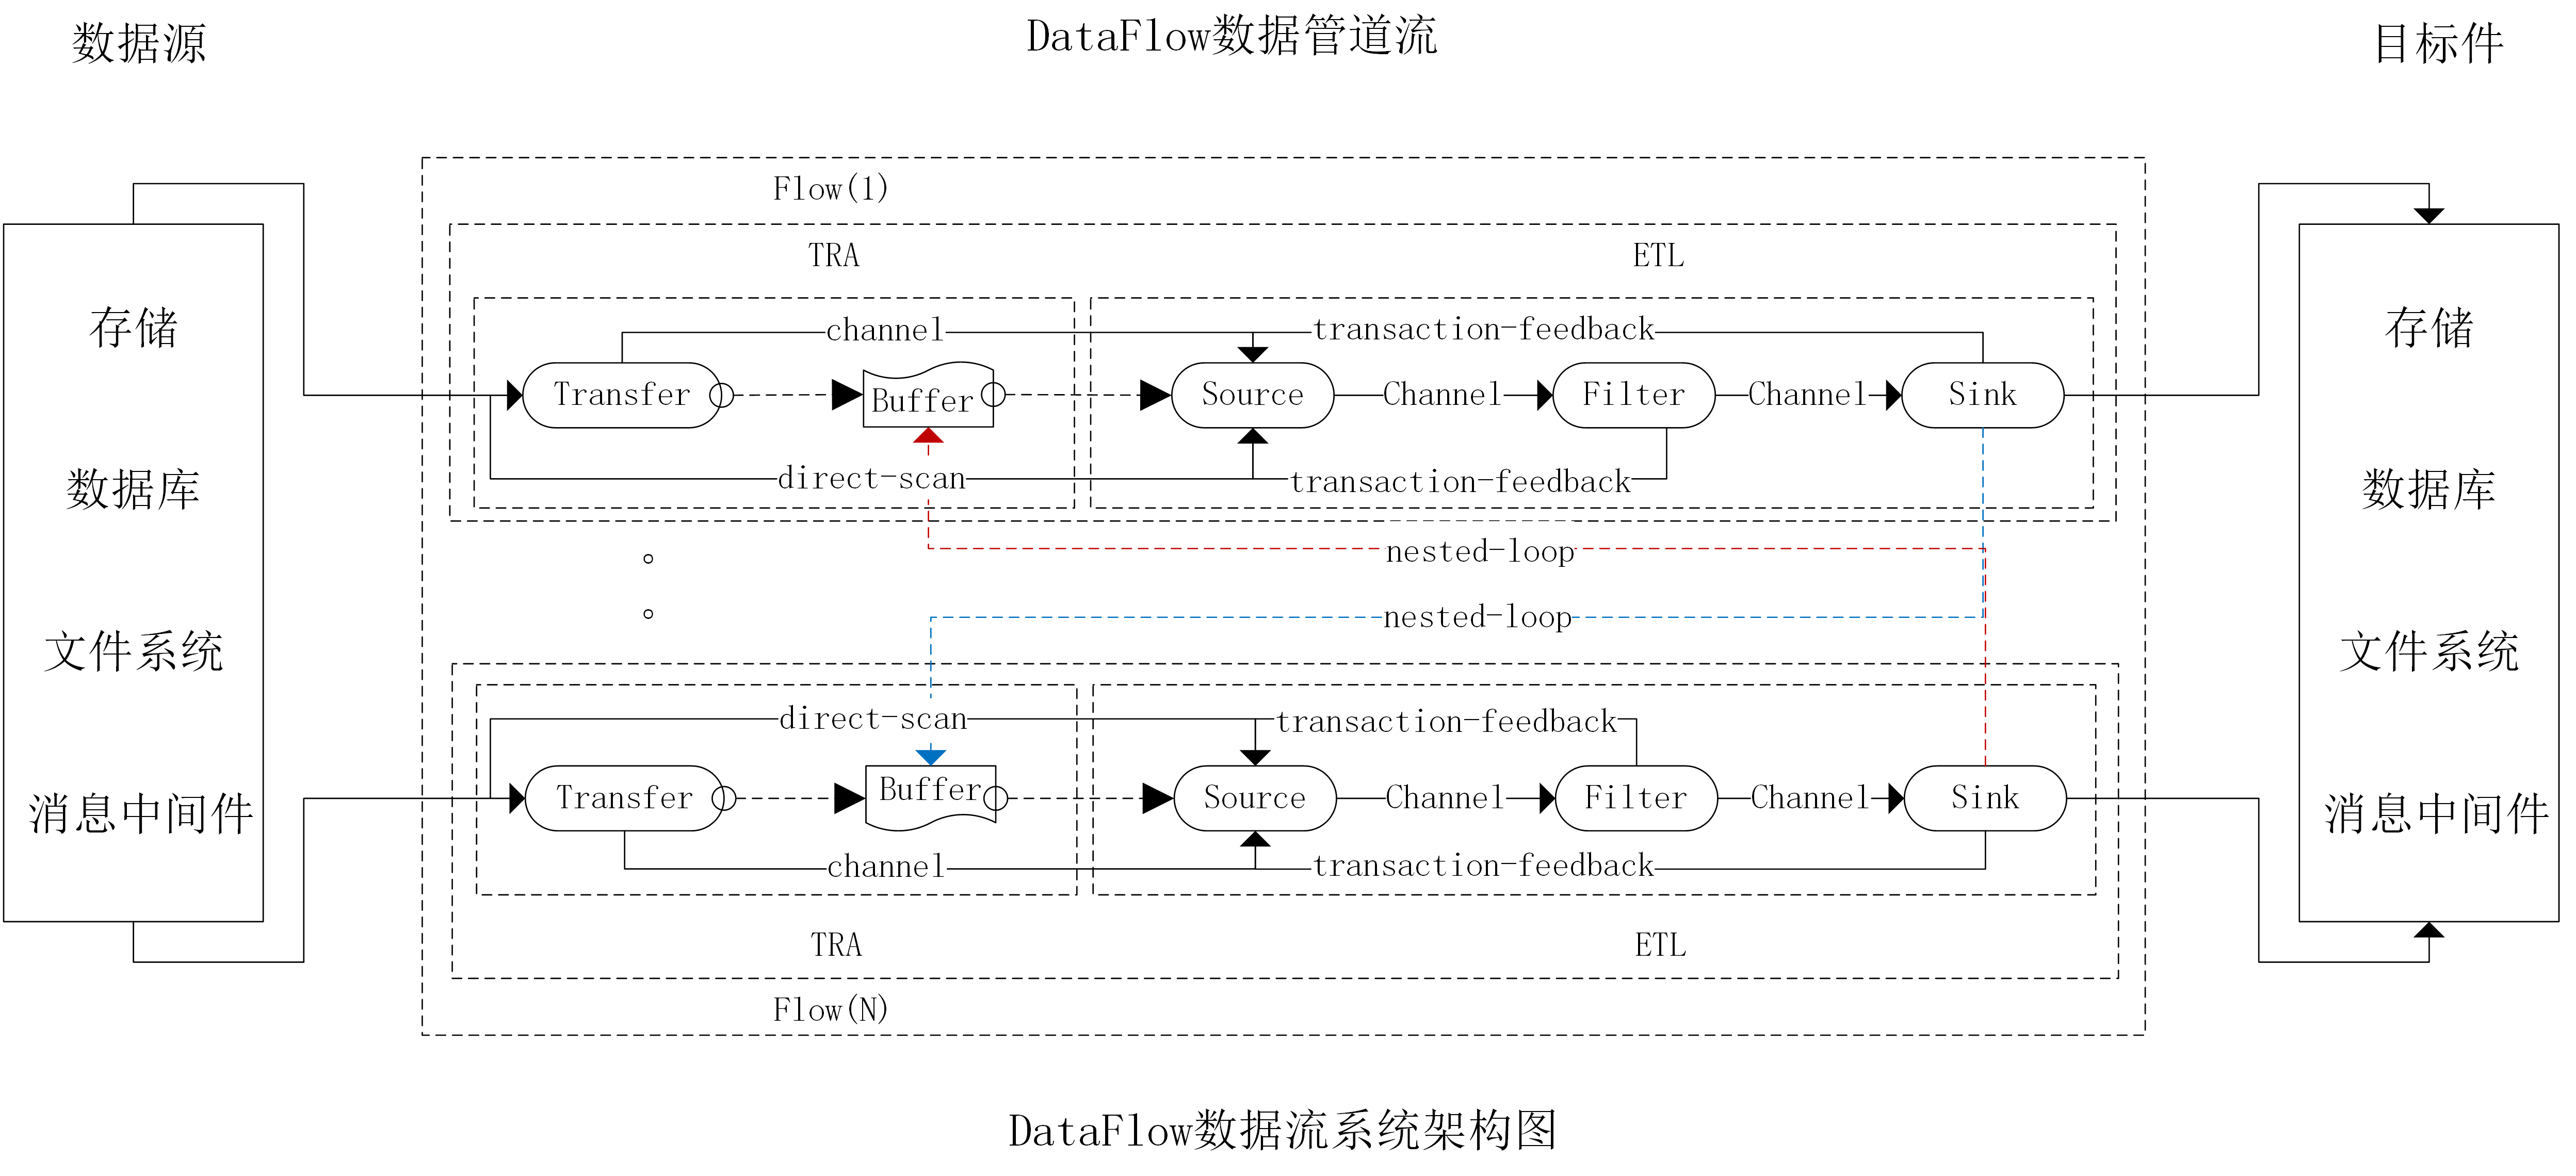 数据源
DataFlow数据管道流
目标件
存储
数据库
文件系统
消息中间件
Flow(1)
TRA
ETL
channel
transaction-feedback
Transfer
Buffer
Source
Channel
Filter
Channel
Sink
direct-scan
transaction-feedback
nested-loop
nested-loop
direct-scan
transaction-feedback
Transfer
Buffer
Source
Channel
Filter
Channel
Sink
channel
transaction-feedback
TRA
ETL
Flow(N)
存储
数据库
文件系统
消息中间件
DataFlow数据流系统架构图